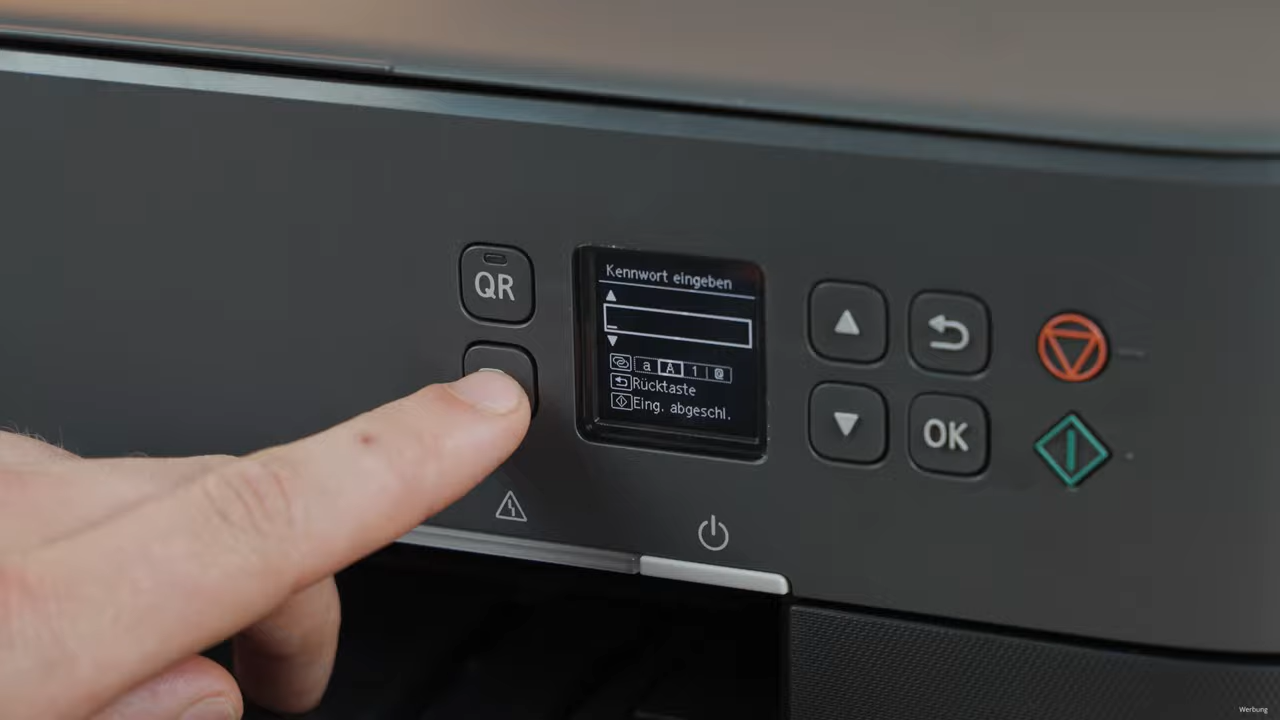 QR
Kennwort eingeben
a A 1 @
Rücktaste
Eing. abgeschl.
OK
Werbung